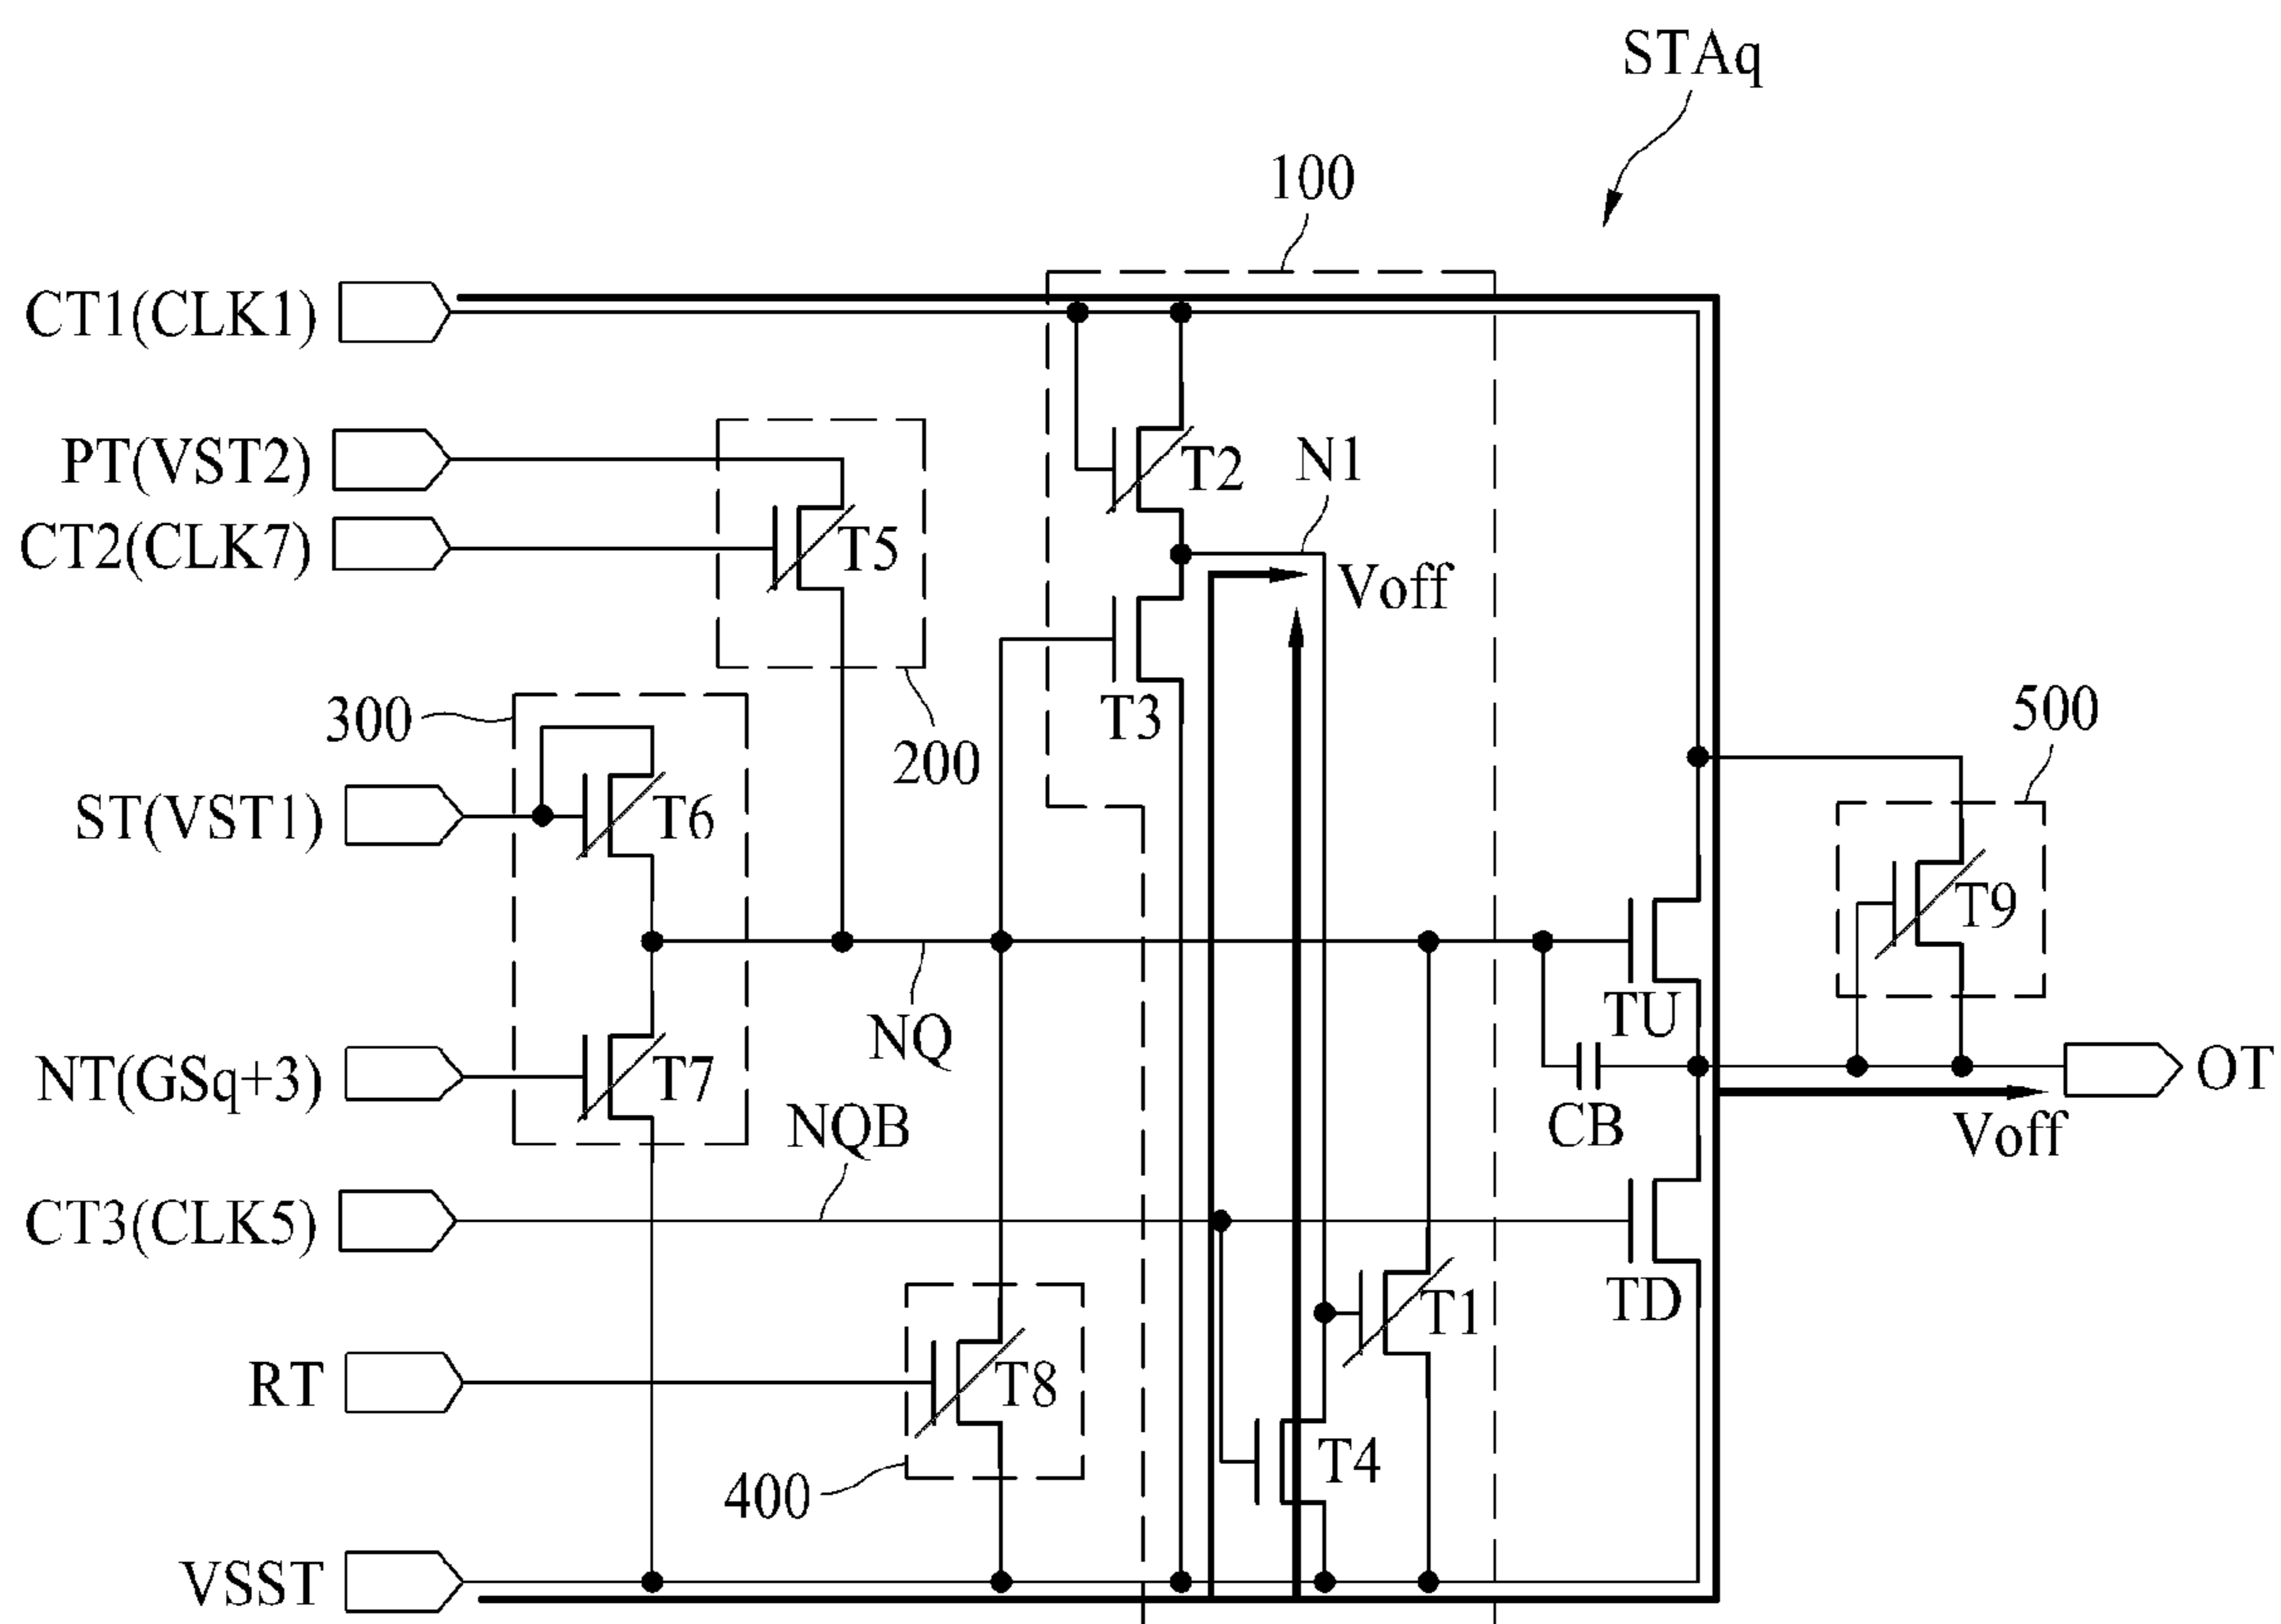 STAq
100
CT1(CLK1)
PT(VST2)
T2
N1
CT2(CLK7)
T5
Voff
300
T3
200
500
ST(VST1)
T6
T9
TU
NQ
NT(GSq+3)
T7
OT
NQB
CB
Voff
CT3(CLK5)
TD
T1
RT
T8
T4
400
VSST